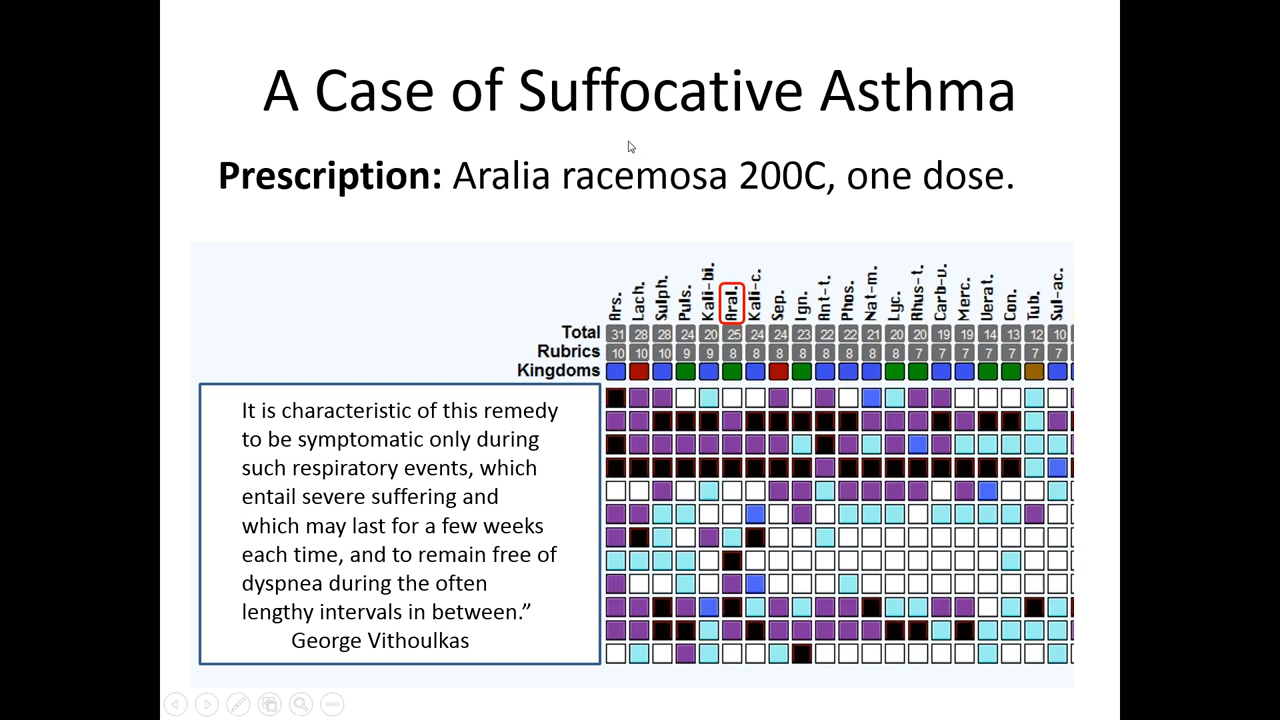 A Case of Suffocative Asthma
Prescription: Aralia racemosa 200C, one dose.
Ars. Lach. Sulph. Puls. Kali-bi. Aral. Kali-c. Sep. Ign. Ant-t. Phos. Nat-m. Lyc. Rhus-t. Carb-v. Merc. Verat. Con. Tub. Sul-ac.
Total 31 28 28 24 20 25 24 24 23 22 22 21 20 20 19 19 14 13 12 10
Rubrics 10 10 10 9 9 8 8 8 8 8 8 8 8 7 7 7 7 7 7 7
Kingdoms
It is characteristic of this remedy
to be symptomatic only during
such respiratory events, which
entail severe suffering and
which may last for a few weeks
each time, and to remain free of
dyspnea during the often
lengthy intervals in between.”
George Vithoulkas